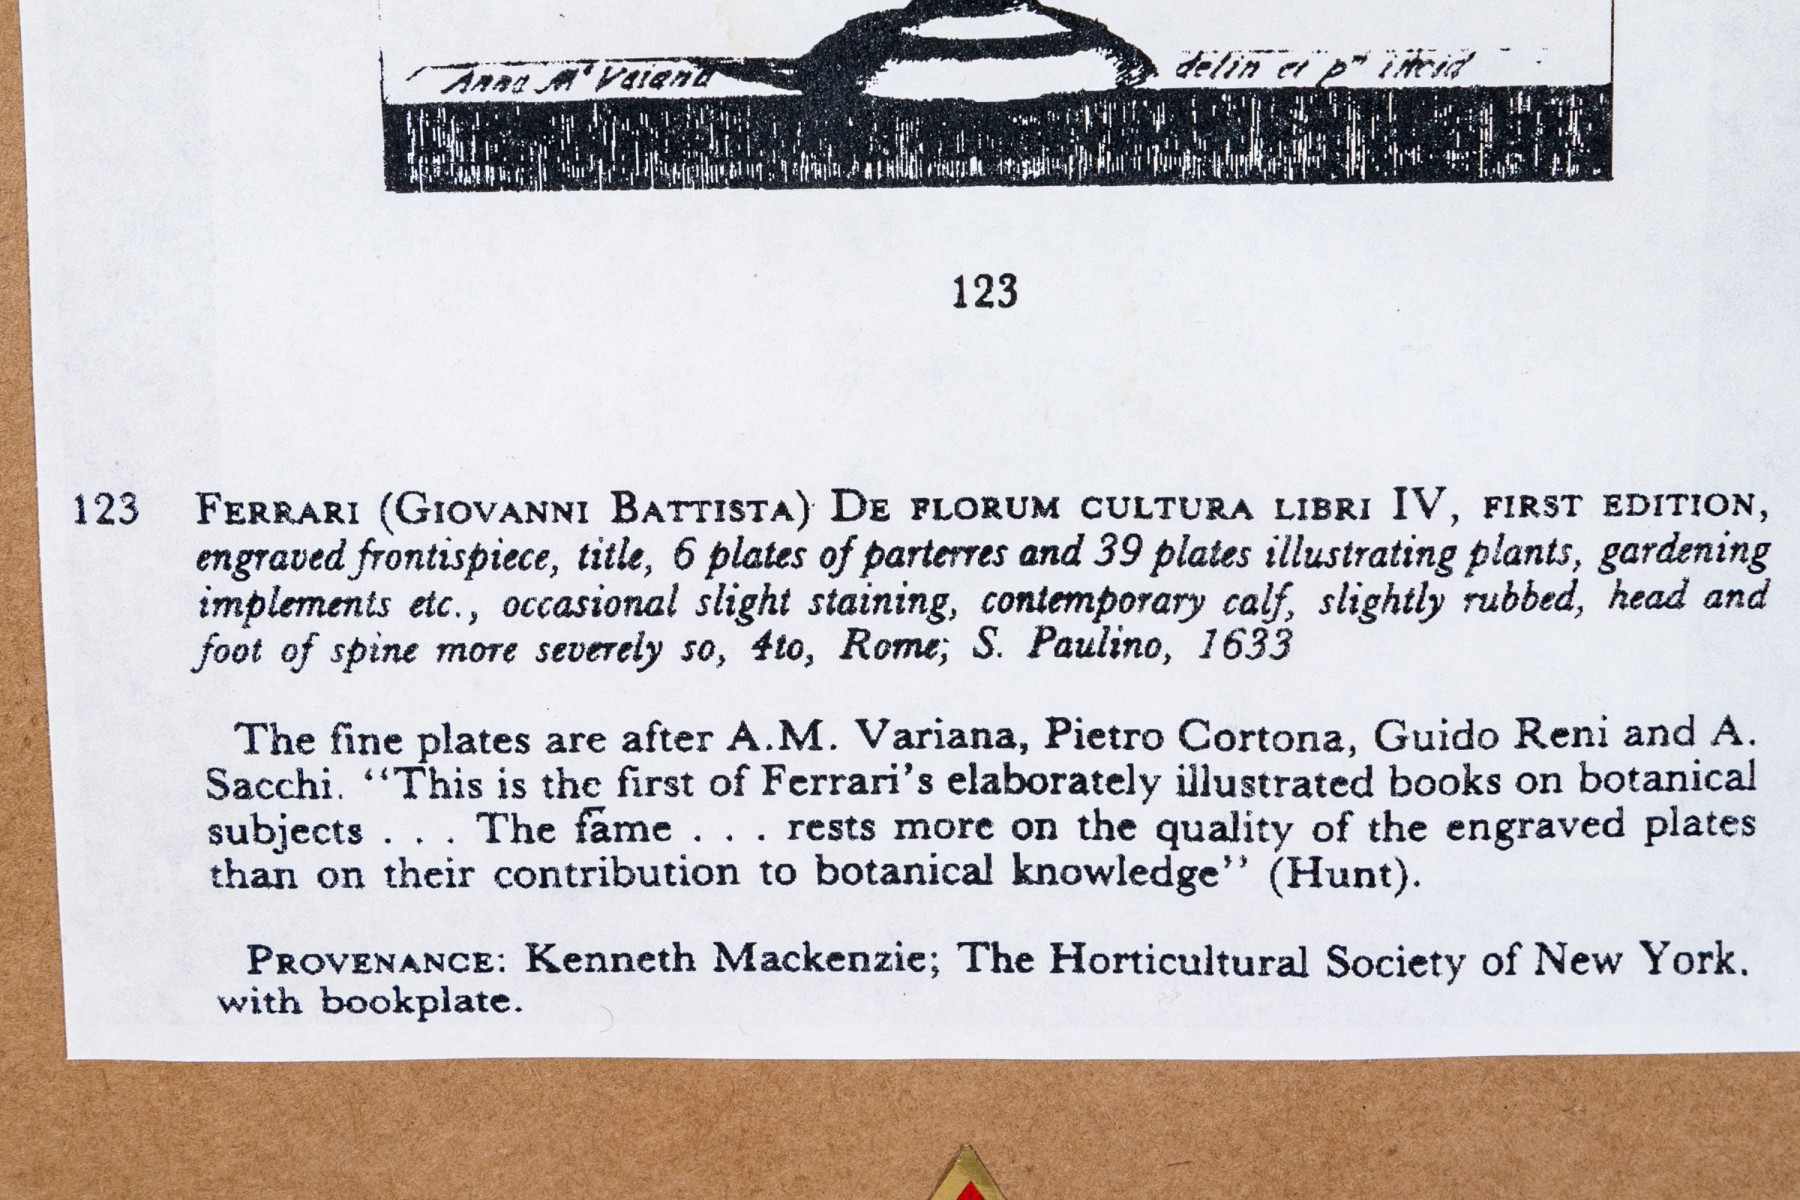 Anna Mª Vaiana delin et pm incid
123
123 FERRARI (GIOVANNI BATTISTA) DE FLORUM CULTURA LIBRI IV, FIRST EDITION,
engraved frontispiece, title, 6 plates of parterres and 39 plates illustrating plants, gardening
implements etc., occasional slight staining, contemporary calf, slightly rubbed, head and
foot of spine more severely so, 4to, Rome; S. Paulino, 1633
The fine plates are after A.M. Variana, Pietro Cortona, Guido Reni and A.
Sacchi. “This is the first of Ferrari’s elaborately illustrated books on botanical
subjects . . . The fame . . . rests more on the quality of the engraved plates
than on their contribution to botanical knowledge” (Hunt).
PROVENANCE: Kenneth Mackenzie; The Horticultural Society of New York.
with bookplate.